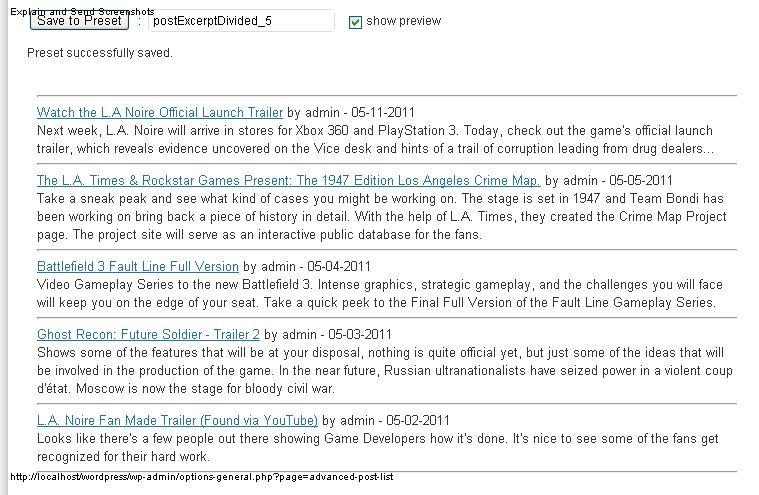 Explain and Send Screenshots
Save to Preset : postExcerptDivided_5 show preview
Preset successfully saved.
Watch the L.A Noire Official Launch Trailer by admin - 05-11-2011
Next week, L.A. Noire will arrive in stores for Xbox 360 and PlayStation 3. Today, check out the game's official launch
trailer, which reveals evidence uncovered on the Vice desk and hints of a trail of corruption leading from drug dealers...
The L.A. Times & Rockstar Games Present: The 1947 Edition Los Angeles Crime Map. by admin - 05-05-2011
Take a sneak peak and see what kind of cases you might be working on. The stage is set in 1947 and Team Bondi has
been working on bring back a piece of history in detail. With the help of L.A. Times, they created the Crime Map Project
page. The project site will serve as an interactive public database for the fans.
Battlefield 3 Fault Line Full Version by admin - 05-04-2011
Video Gameplay Series to the new Battlefield 3. Intense graphics, strategic gameplay, and the challenges you will face
will keep you on the edge of your seat. Take a quick peek to the Final Full Version of the Fault Line Gameplay Series.
Ghost Recon: Future Soldier - Trailer 2 by admin - 05-03-2011
Shows some of the features that will be at your disposal, nothing is quite official yet, but just some of the ideas that will
be involved in the production of the game. In the near future, Russian ultranationalists have seized power in a violent coup
d'état. Moscow is now the stage for bloody civil war.
L.A. Noire Fan Made Trailer (Found via YouTube) by admin - 05-02-2011
Looks like there's a few people out there showing Game Developers how it's done. It's nice to see some of the fans get
recognized for their hard work.
http://localhost/wordpress/wp-admin/options-general.php?page=advanced-post-list